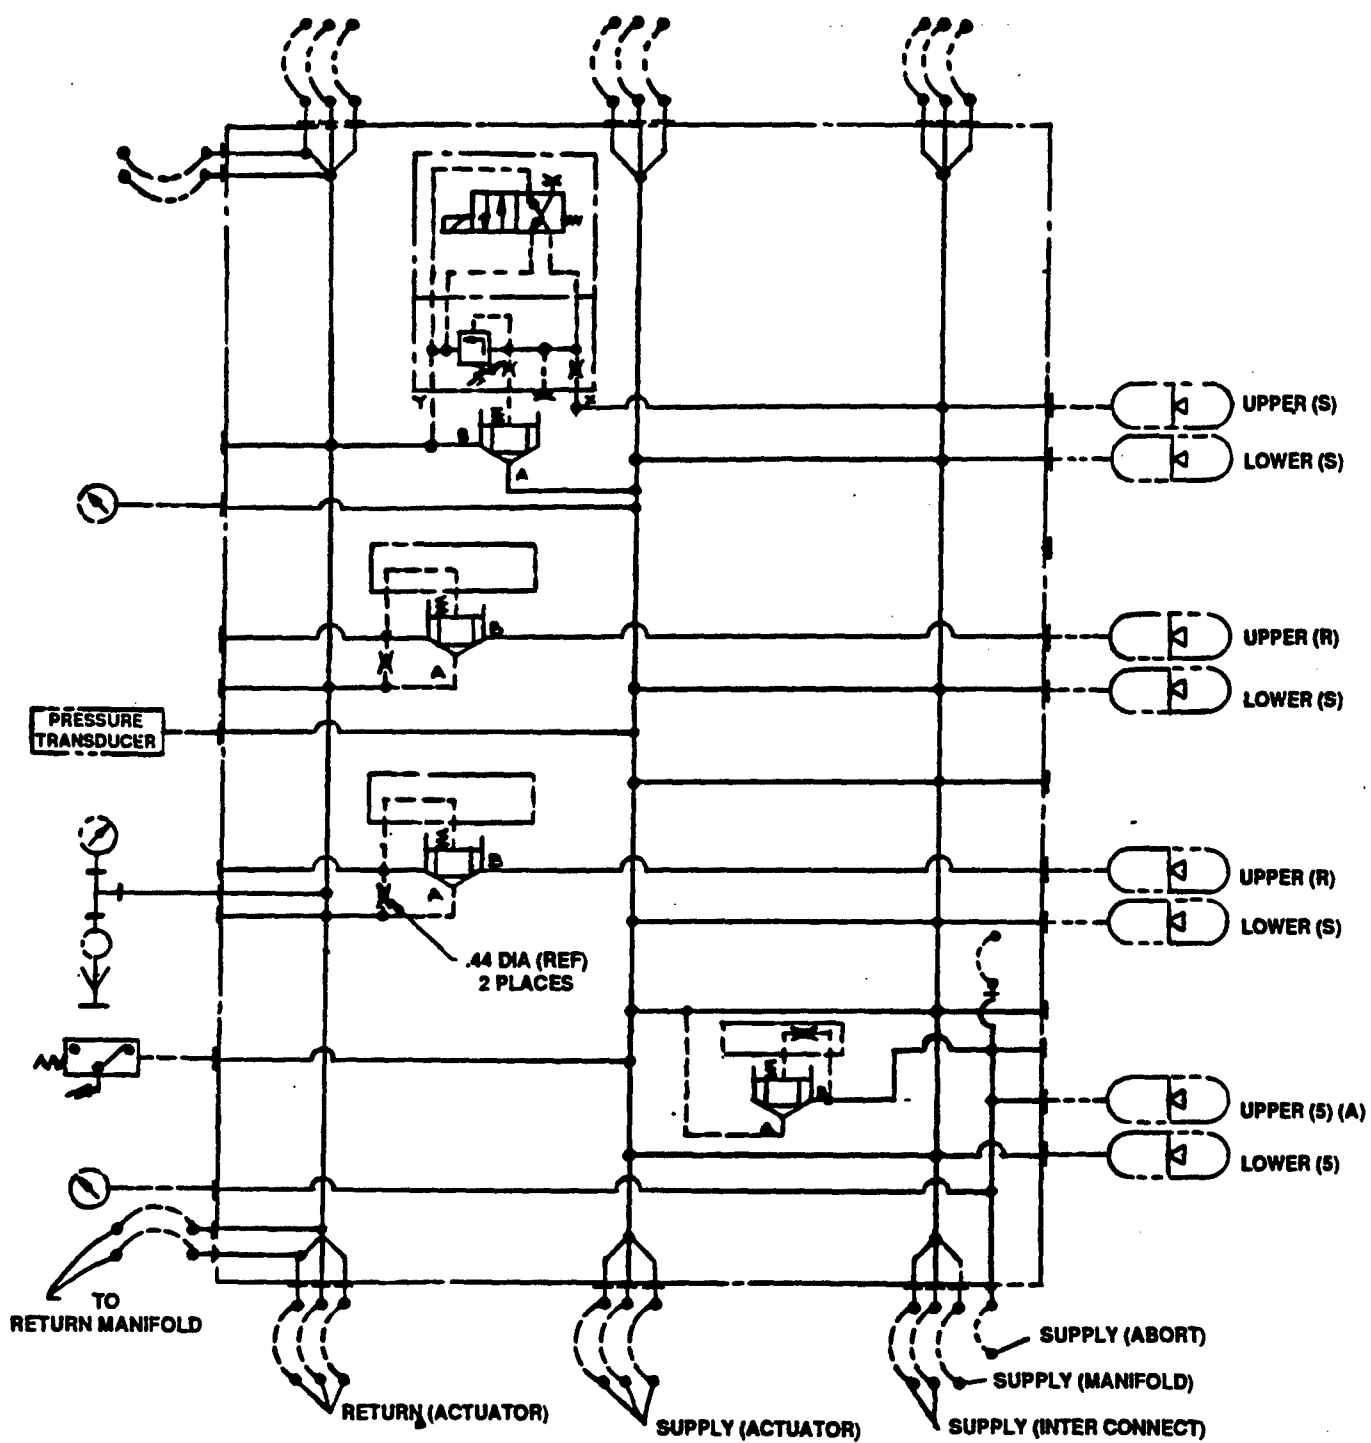 Y
X
B
A
UPPER (S)
LOWER (S)
B
A
UPPER (R)
LOWER (S)
PRESSURE
TRANSDUCER
B
A
UPPER (R)
LOWER (S)
.44 DIA (REF)
2 PLACES
B
A
UPPER (5) (A)
LOWER (5)
TO
RETURN MANIFOLD
SUPPLY (ABORT)
SUPPLY (MANIFOLD)
RETURN (ACTUATOR)
SUPPLY (ACTUATOR)
SUPPLY (INTER CONNECT)